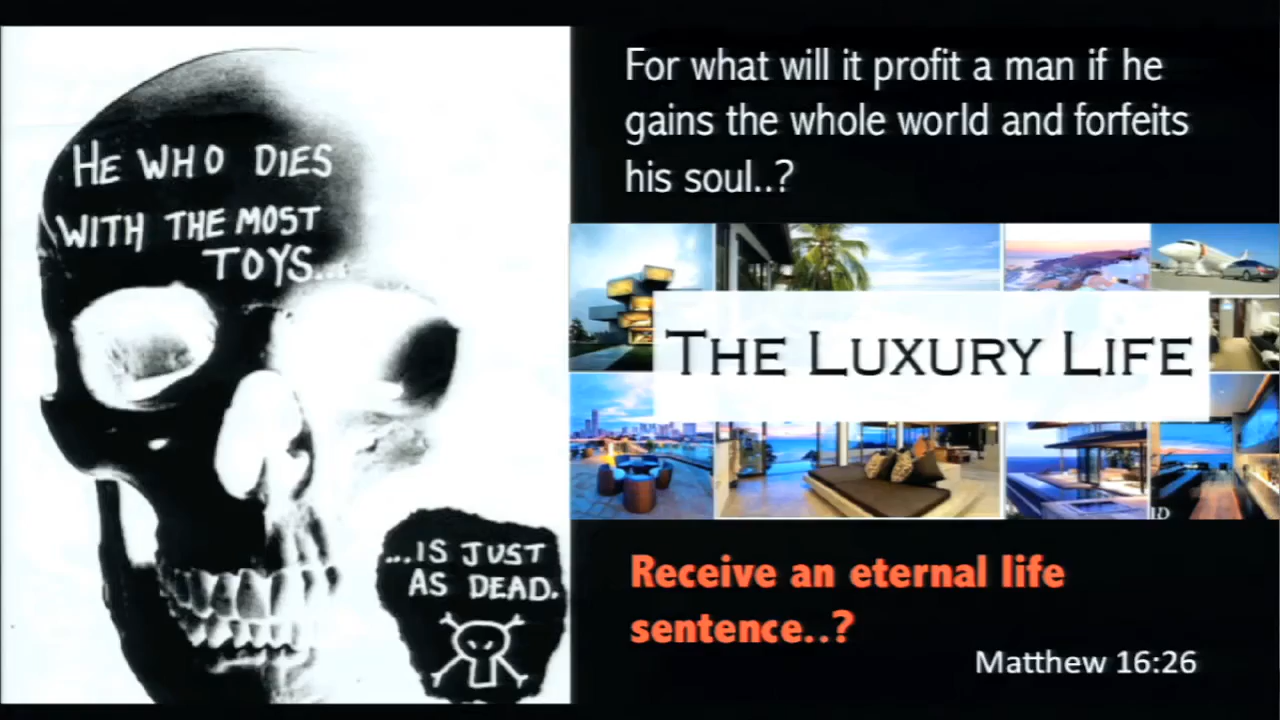 HE WHO DIES
WITH THE MOST
TOYS...
...IS JUST
AS DEAD.
For what will it profit a man if he
gains the whole world and forfeits
his soul..?
THE LUXURY LIFE
ID
Receive an eternal life
sentence..?
Matthew 16:26